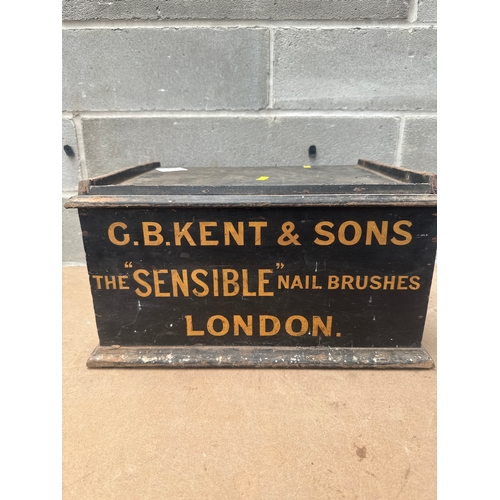 G.B.KENT & SONS
THE "SENSIBLE" NAIL BRUSHES
LONDON.